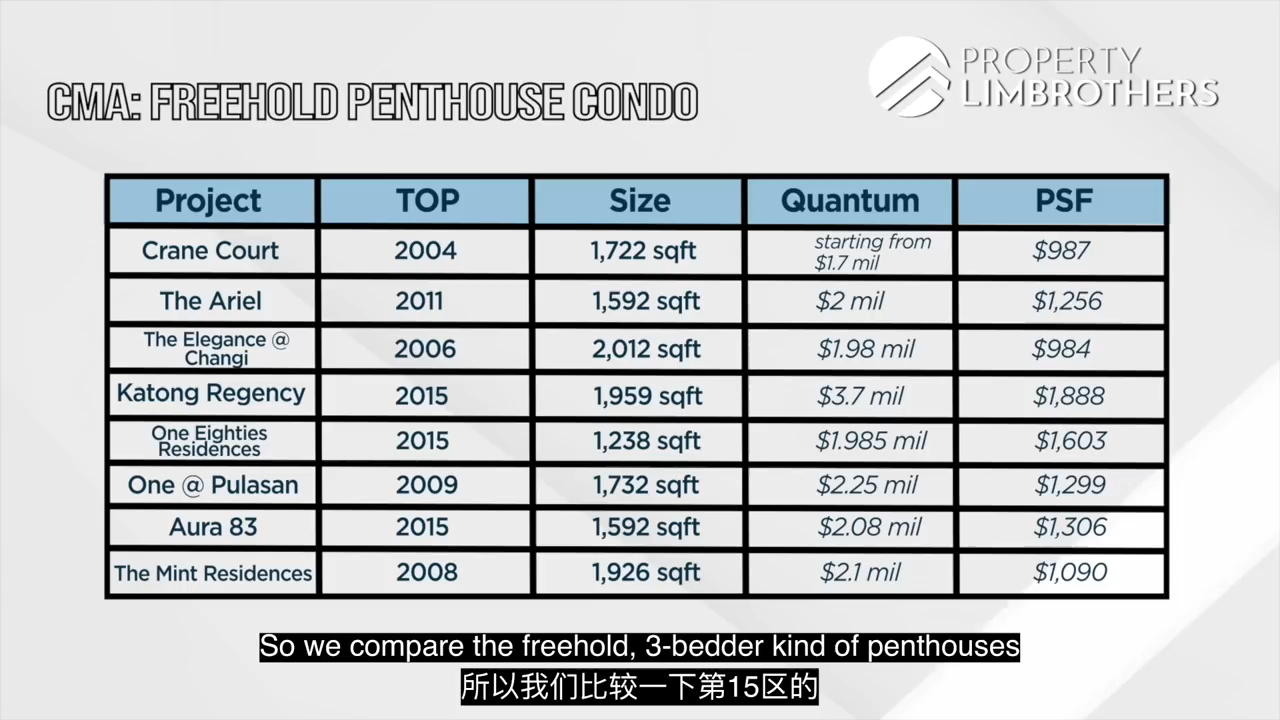 PROPERTY
LIMBROTHERS
CMA: FREEHOLD PENTHOUSE CONDO
Project TOP Size Quantum PSF
Crane Court 2004 1,722 sqft starting from $1.7 mil $987
The Ariel 2011 1,592 sqft $2 mil $1,256
The Elegance @ Changi 2006 2,012 sqft $1.98 mil $984
Katong Regency 2015 1,959 sqft $3.7 mil $1,888
One Eighties Residences 2015 1,238 sqft $1.985 mil $1,603
One @ Pulasan 2009 1,732 sqft $2.25 mil $1,299
Aura 83 2015 1,592 sqft $2.08 mil $1,306
The Mint Residences 2008 1,926 sqft $2.1 mil $1,090
So we compare the freehold, 3-bedder kind of penthouses
所以我们比较一下第15区的